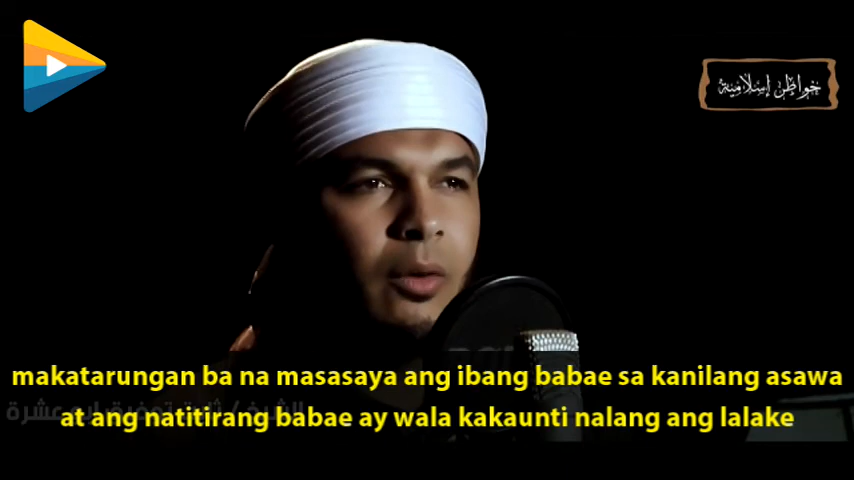 خواطر إسلامية
makatarungan ba na masasaya ang ibang babae sa kanilang asawa
at ang natitirang babae ay wala kakaunti nalang ang lalake